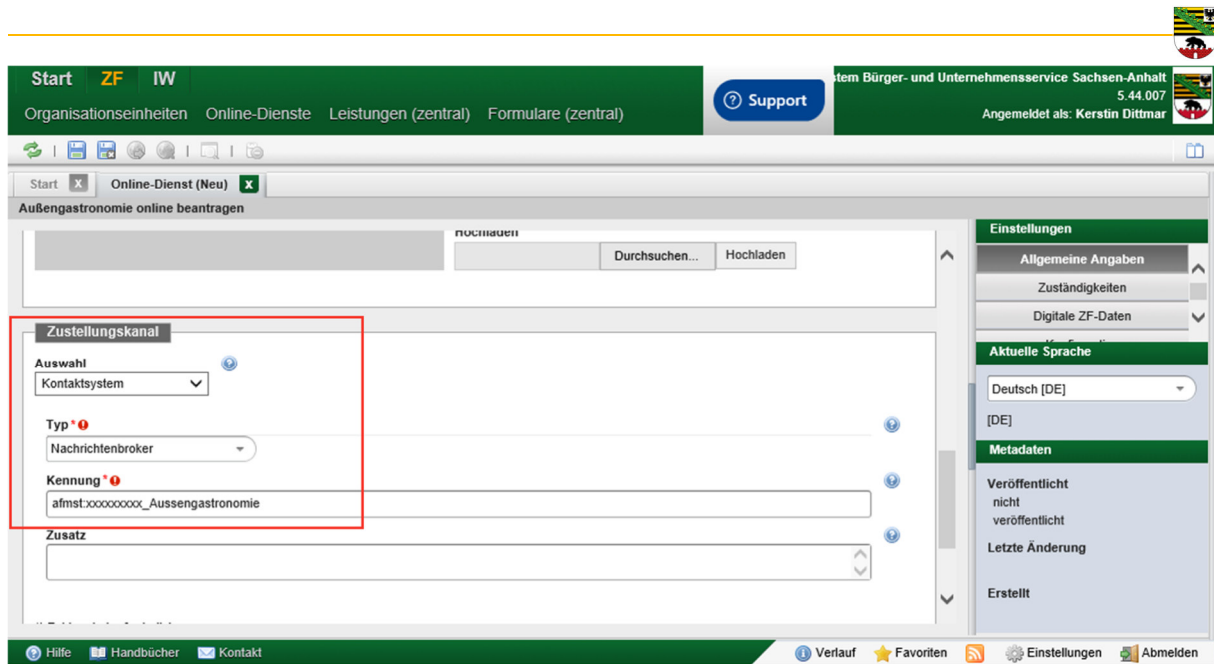 Start ZF IW
Organisationseinheiten Online-Dienste Leistungen (zentral) Formulare (zentral)
Support
tem Bürger- und Unternehmensservice Sachsen-Anhalt
5.44.007
Angemeldet als: Kerstin Dittmar
Start x Online-Dienst (Neu) x
Außengastronomie online beantragen
Hochladen
Durchsuchen... Hochladen
Zustellungskanal
Auswahl
Kontaktsystem
Typ *
Nachrichtenbroker
Kennung *
afmst:xxxxxxxxx_Aussengastronomie
Zusatz
Einstellungen
Allgemeine Angaben
Zuständigkeiten
Digitale ZF-Daten
Aktuelle Sprache
Deutsch [DE]
[DE]
Metadaten
Veröffentlicht
nicht
veröffentlicht
Letzte Änderung
Erstellt
Hilfe Handbücher Kontakt
Verlauf Favoriten Einstellungen Abmelden